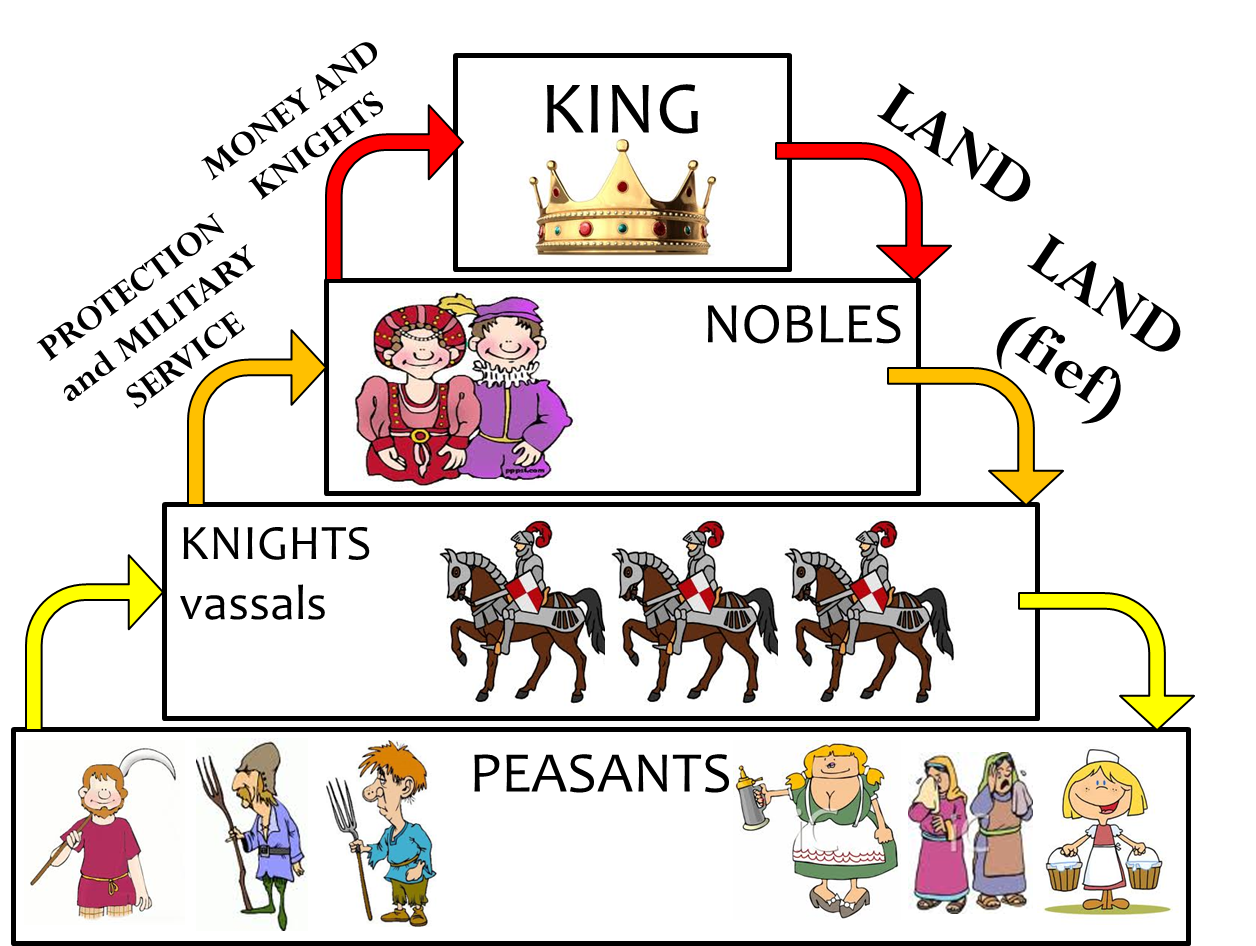 MONEY AND
KNIGHTS
KING
LAND
PROTECTION
and MILITARY
SERVICE
NOBLES
LAND
(fief)
KNIGHTS
vassals
PEASANTS